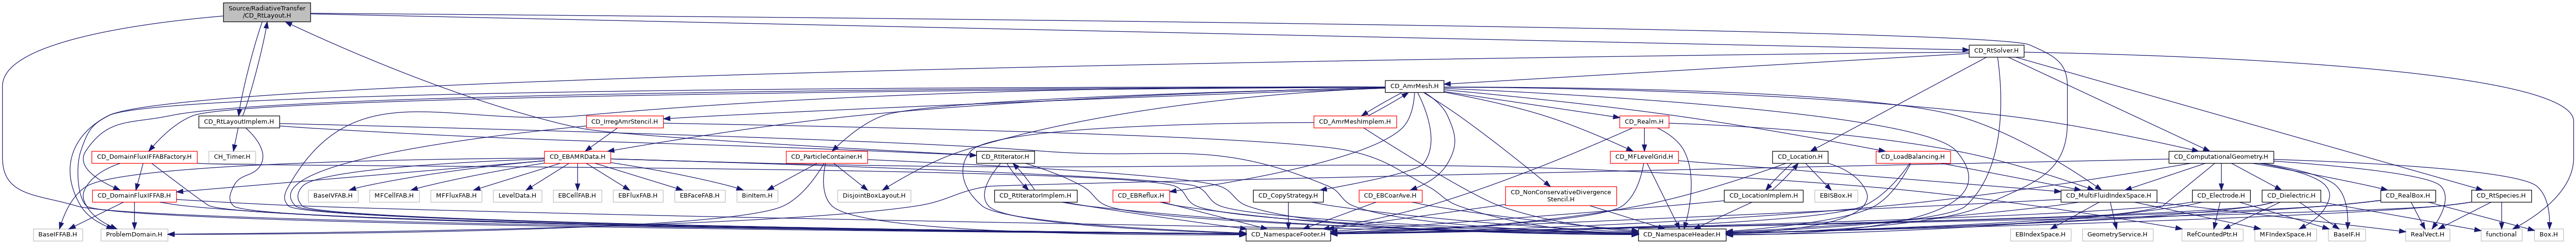 Source/RadiativeTransfer
/CD_RtLayout.H
CD_RtSolver.H
CD_AmrMesh.H
CD_RtLayoutImplem.H
CD_IrregAmrStencil.H
CD_AmrMeshImplem.H
CD_Realm.H
CD_DomainFluxIFFABFactory.H
CH_Timer.H
CD_EBAMRData.H
CD_ParticleContainer.H
CD_RtIterator.H
CD_MFLevelGrid.H
CD_Location.H
CD_LoadBalancing.H
CD_ComputationalGeometry.H
CD_DomainFluxIFFAB.H
BaseIVFAB.H
MFCellFAB.H
MFFluxFAB.H
LevelData.H
EBCellFAB.H
EBFluxFAB.H
EBFaceFAB.H
BinItem.H
DisjointBoxLayout.H
CD_RtIteratorImplem.H
CD_EBReflux.H
CD_CopyStrategy.H
CD_EBCoarAve.H
CD_NonConservativeDivergence
Stencil.H
CD_LocationImplem.H
EBISBox.H
CD_MultiFluidIndexSpace.H
CD_Electrode.H
CD_Dielectric.H
CD_RealBox.H
CD_RtSpecies.H
BaseIFFAB.H
ProblemDomain.H
CD_NamespaceFooter.H
CD_NamespaceHeader.H
EBIndexSpace.H
GeometryService.H
RefCountedPtr.H
MFIndexSpace.H
BaseIF.H
RealVect.H
functional
Box.H